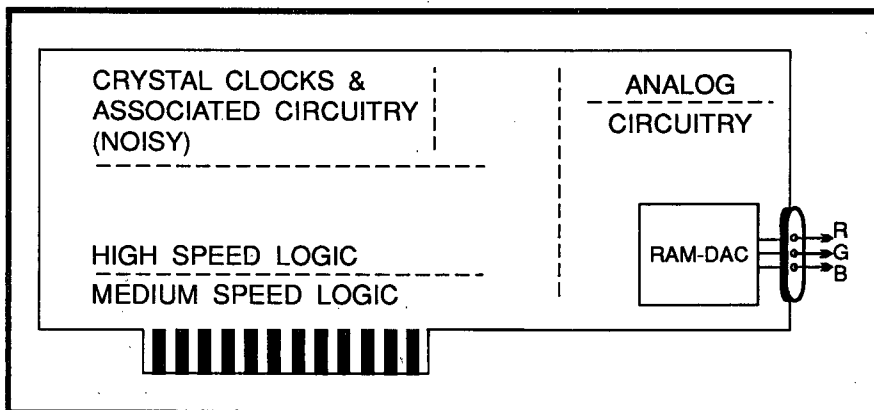 CRYSTAL CLOCKS &
ASSOCIATED CIRCUITRY
(NOISY)
HIGH SPEED LOGIC
MEDIUM SPEED LOGIC
ANALOG
CIRCUITRY
RAM-DAC
R
G
B